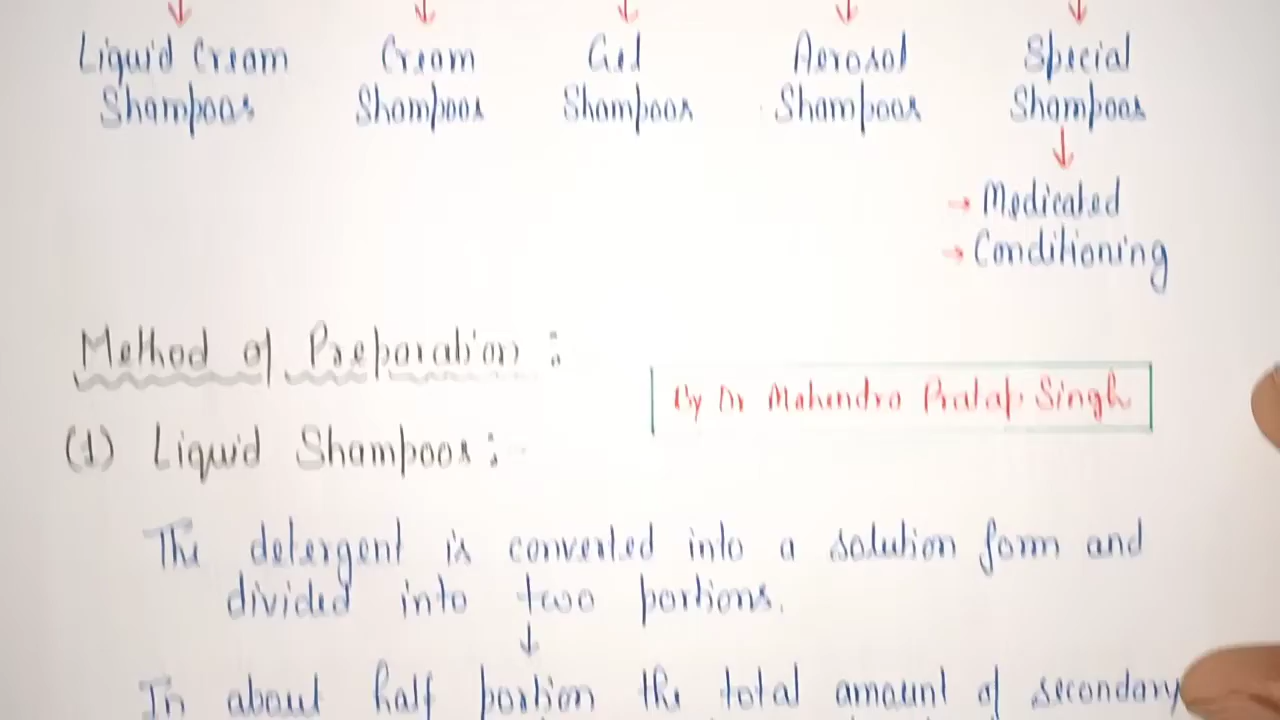 Liquid Cream Shampoos
Cream Shampoos
Gel Shampoos
Aerosol Shampoos
Special Shampoos
→ Medicated
→ Conditioning
Method of Preparation :
By Dr Mahendra Pratap Singh
(1) Liquid Shampoos :
The detergent is converted into a solution form and
divided into two portions.
In about half portion the total amount of secondary